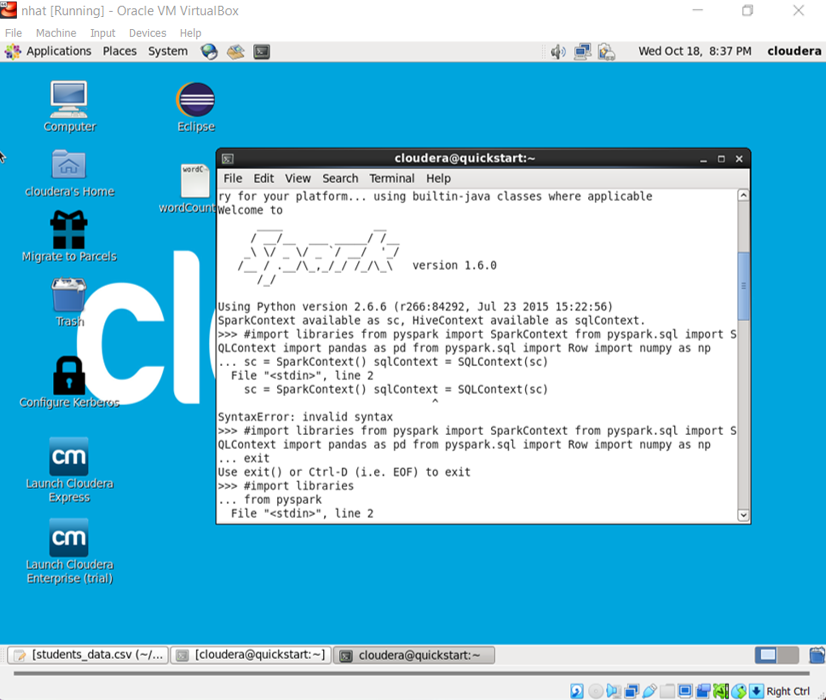 nhat [Running] - Oracle VM VirtualBox
File Machine Input Devices Help
Applications Places System Wed Oct 18, 8:37 PM cloudera
Computer
Eclipse
cloudera's Home
wordC
wordCount
Migrate to Parcels
Trash
Configure Kerberos
cl
cm
Launch Cloudera
Express
cm
Launch Cloudera
Enterprise (trial)
cloudera@quickstart:~
File Edit View Search Terminal Help
ry for your platform... using builtin-java classes where applicable
Welcome to
Spark version 1.6.0
Using Python version 2.6.6 (r266:84292, Jul 23 2015 15:22:56)
SparkContext available as sc, HiveContext available as sqlContext.
>>> #import libraries from pyspark import SparkContext from pyspark.sql import S
QLContext import pandas as pd from pyspark.sql import Row import numpy as np
... sc = SparkContext() sqlContext = SQLContext(sc)
File "<stdin>", line 2
sc = SparkContext() sqlContext = SQLContext(sc)
^
SyntaxError: invalid syntax
>>> #import libraries from pyspark import SparkContext from pyspark.sql import S
QLContext import pandas as pd from pyspark.sql import Row import numpy as np
... exit
Use exit() or Ctrl-D (i.e. EOF) to exit
>>> #import libraries
... from pyspark
File "<stdin>", line 2
[students_data.csv (~/... [cloudera@quickstart:~] cloudera@quickstart:~
Right Ctrl